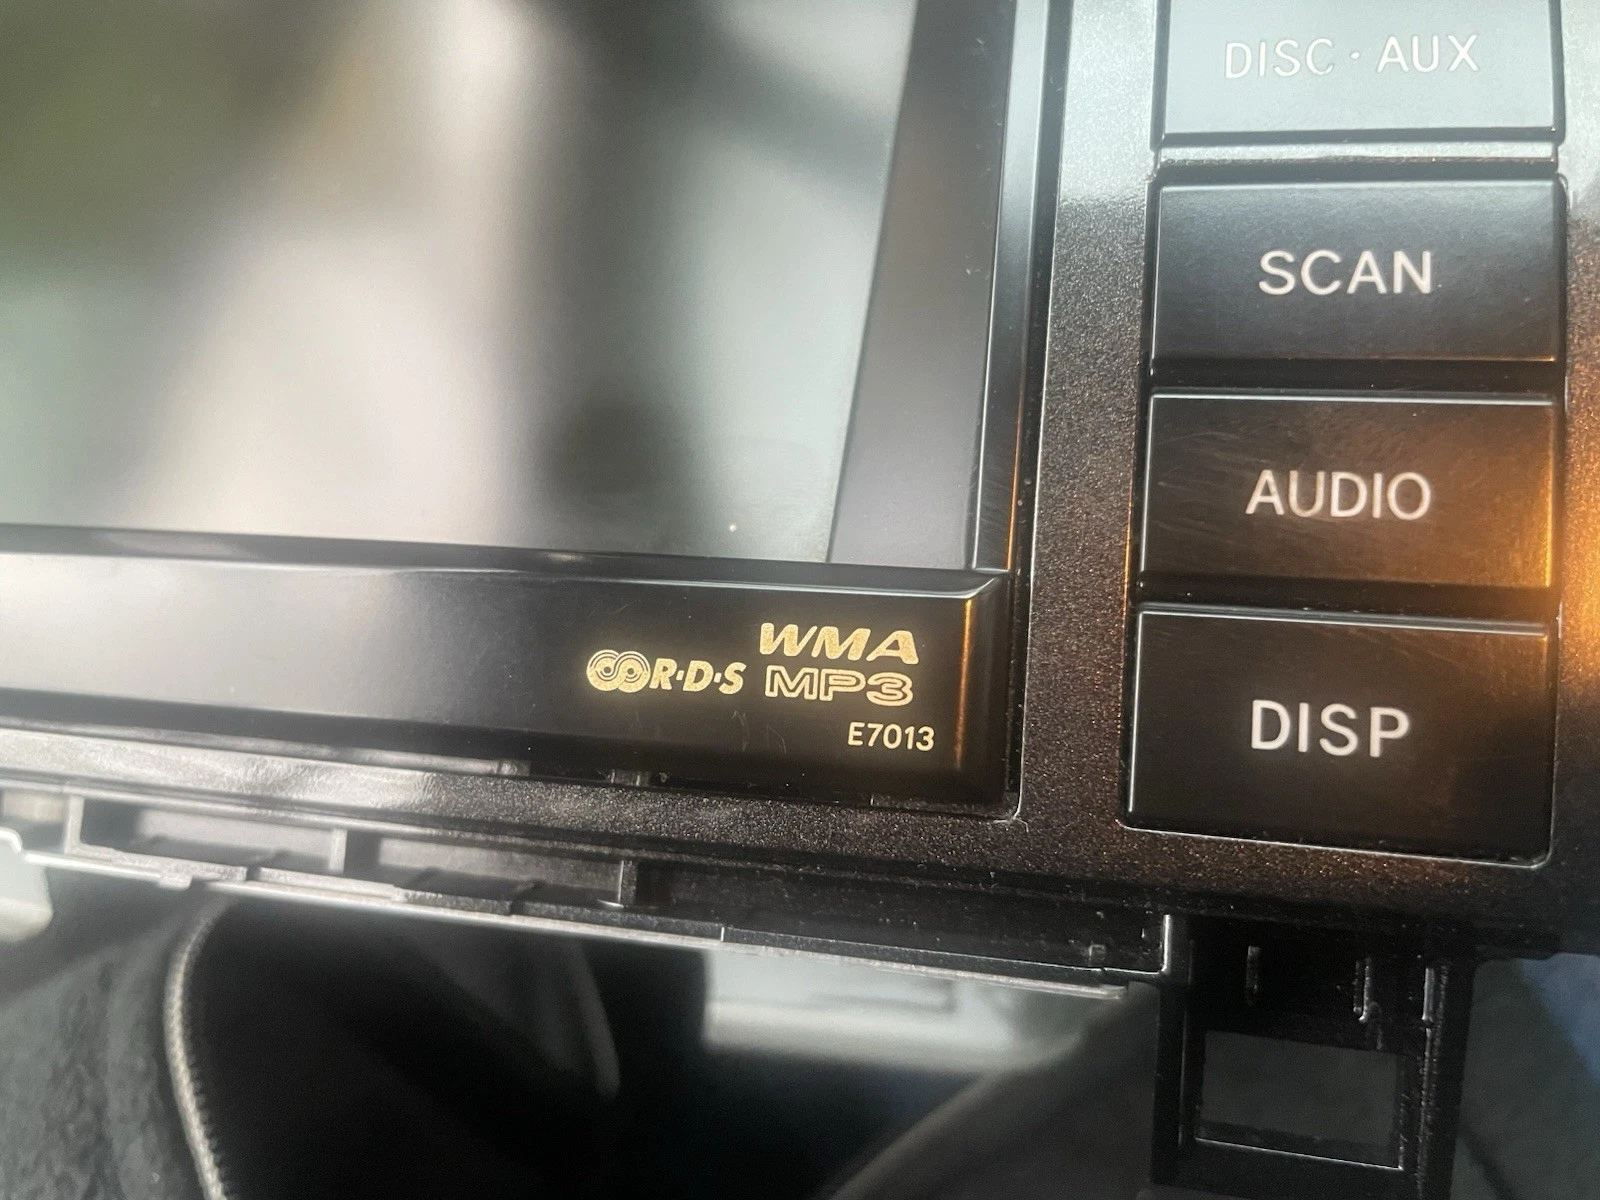 DISC · AUX
SCAN
AUDIO
DISP
WMA
R·D·S MP3
E7013